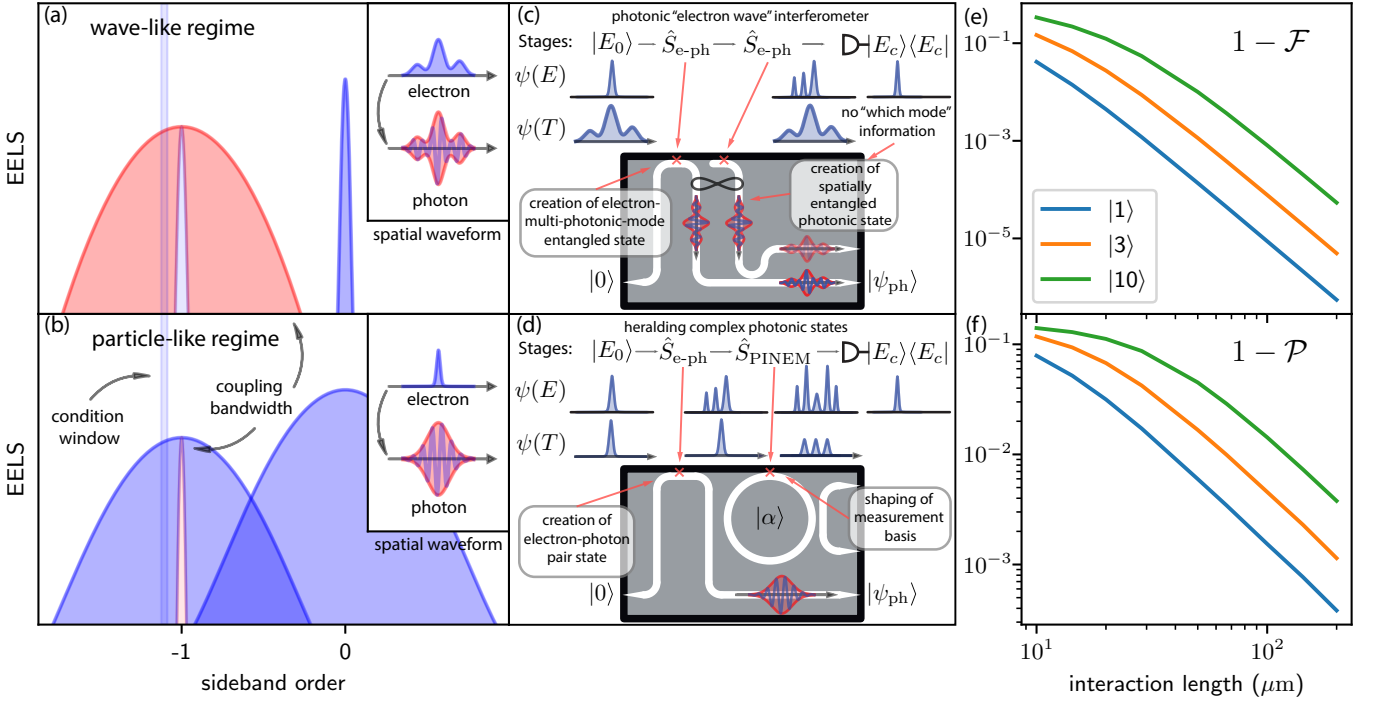 (a)
wave-like regime
EELS
electron
photon
spatial waveform
(b)
particle-like regime
condition
window
coupling
bandwidth
EELS
electron
photon
spatial waveform
-1
0
sideband order
(c)
photonic "electron wave" interferometer
Stages: |E₀⟩ → Ŝe-ph → Ŝe-ph → |Ec⟩⟨Ec|
ψ(E)
ψ(T)
no "which mode"
information
creation of electron-
multi-photonic-mode
entangled state
creation of
spatially
entangled
photonic state
|0⟩
|ψph⟩
(d)
heralding complex photonic states
Stages: |E₀⟩ → Ŝe-ph → ŜPINEM → |Ec⟩⟨Ec|
ψ(E)
ψ(T)
creation of
electron-photon
pair state
|α⟩
shaping of
measurement
basis
|0⟩
|ψph⟩
(e)
1 − ℱ
10⁻¹
10⁻³
10⁻⁵
|1⟩
|3⟩
|10⟩
(f)
1 − 𝒫
10⁻¹
10⁻²
10⁻³
10¹
10²
interaction length (μm)